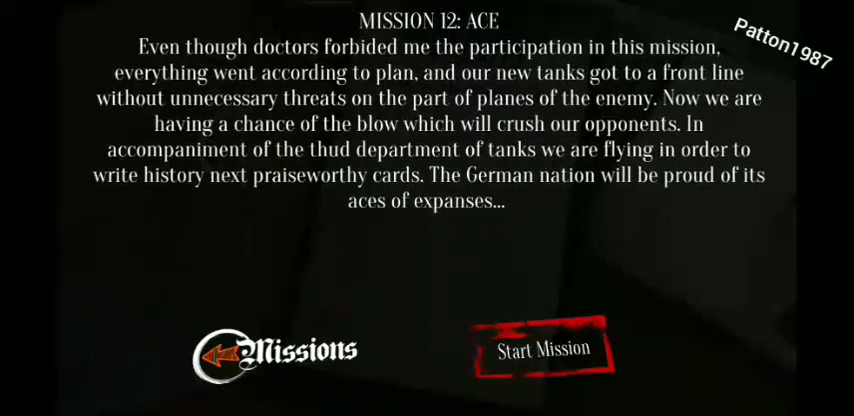 MISSION 12: ACE
Patton1987
Even though doctors forbided me the participation in this mission,
everything went according to plan, and our new tanks got to a front line
without unnecessary threats on the part of planes of the enemy. Now we are
having a chance of the blow which will crush our opponents. In
accompaniment of the thud department of tanks we are flying in order to
write history next praiseworthy cards. The German nation will be proud of its
aces of expanses...
Missions
Start Mission